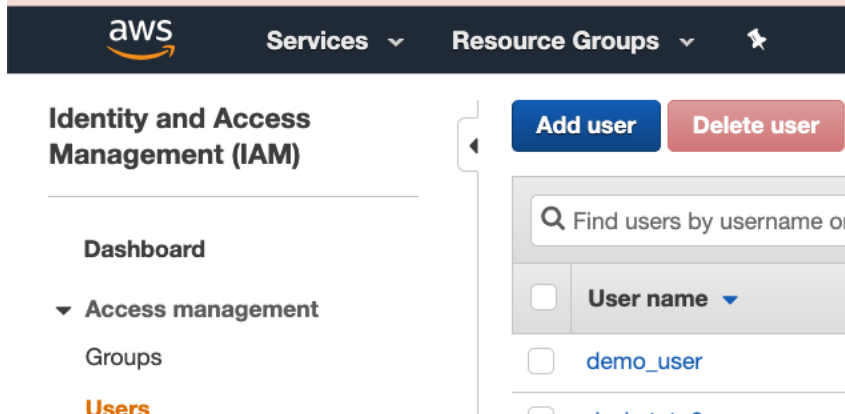 aws
Services
Resource Groups
Identity and Access
Management (IAM)
Dashboard
Access management
Groups
Users
Add user
Delete user
Find users by username
User name
demo_user